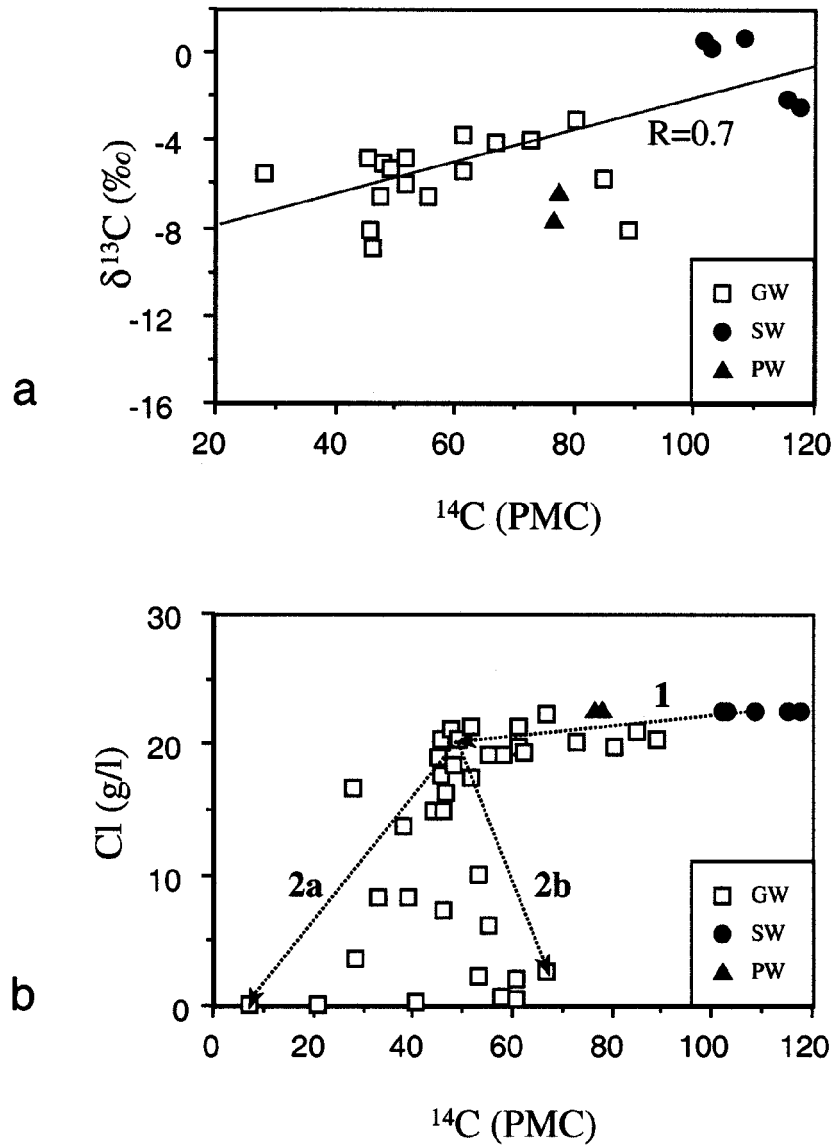 0
-4
-8
-12
-16
δ¹³C (‰)
R=0.7
GW
SW
PW
a
20 40 60 80 100 120
¹⁴C (PMC)
30
20
10
0
Cl (g/l)
1
2a
2b
GW
SW
PW
b
0 20 40 60 80 100 120
¹⁴C (PMC)